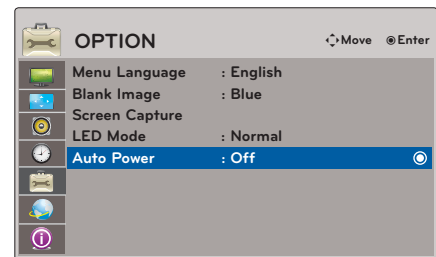 OPTION
Move Enter
Menu Language : English
Blank Image : Blue
Screen Capture
LED Mode : Normal
Auto Power : Off